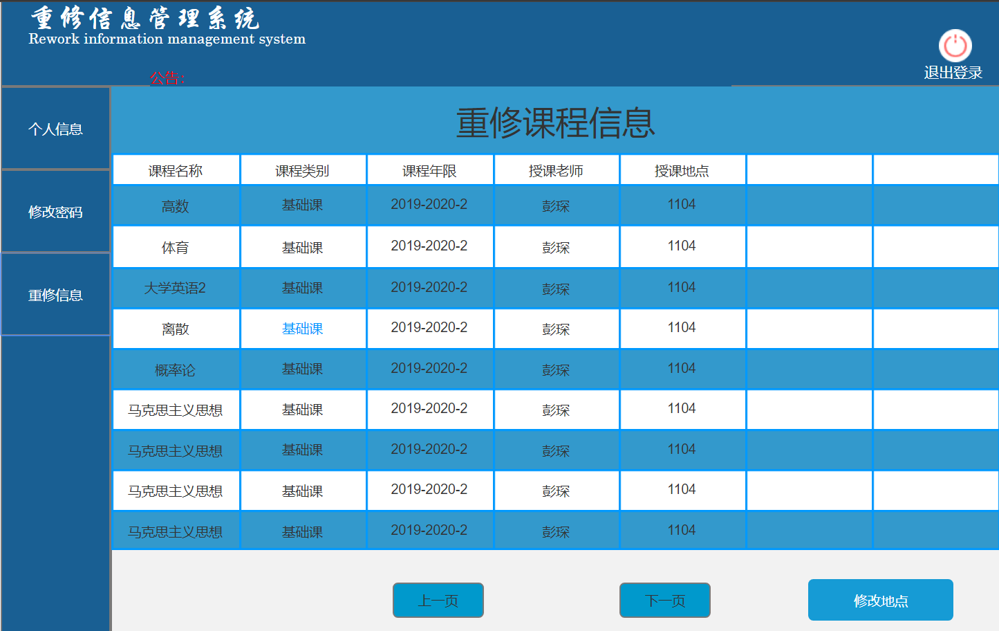 重修信息管理系统
Rework information management system
退出登录
公告：
个人信息
修改密码
重修信息
重修课程信息
课程名称 课程类别 课程年限 授课老师 授课地点
高数 基础课 2019-2020-2 彭琛 1104
体育 基础课 2019-2020-2 彭琛 1104
大学英语2 基础课 2019-2020-2 彭琛 1104
离散 基础课 2019-2020-2 彭琛 1104
概率论 基础课 2019-2020-2 彭琛 1104
马克思主义思想 基础课 2019-2020-2 彭琛 1104
马克思主义思想 基础课 2019-2020-2 彭琛 1104
马克思主义思想 基础课 2019-2020-2 彭琛 1104
马克思主义思想 基础课 2019-2020-2 彭琛 1104
上一页 下一页 修改地点